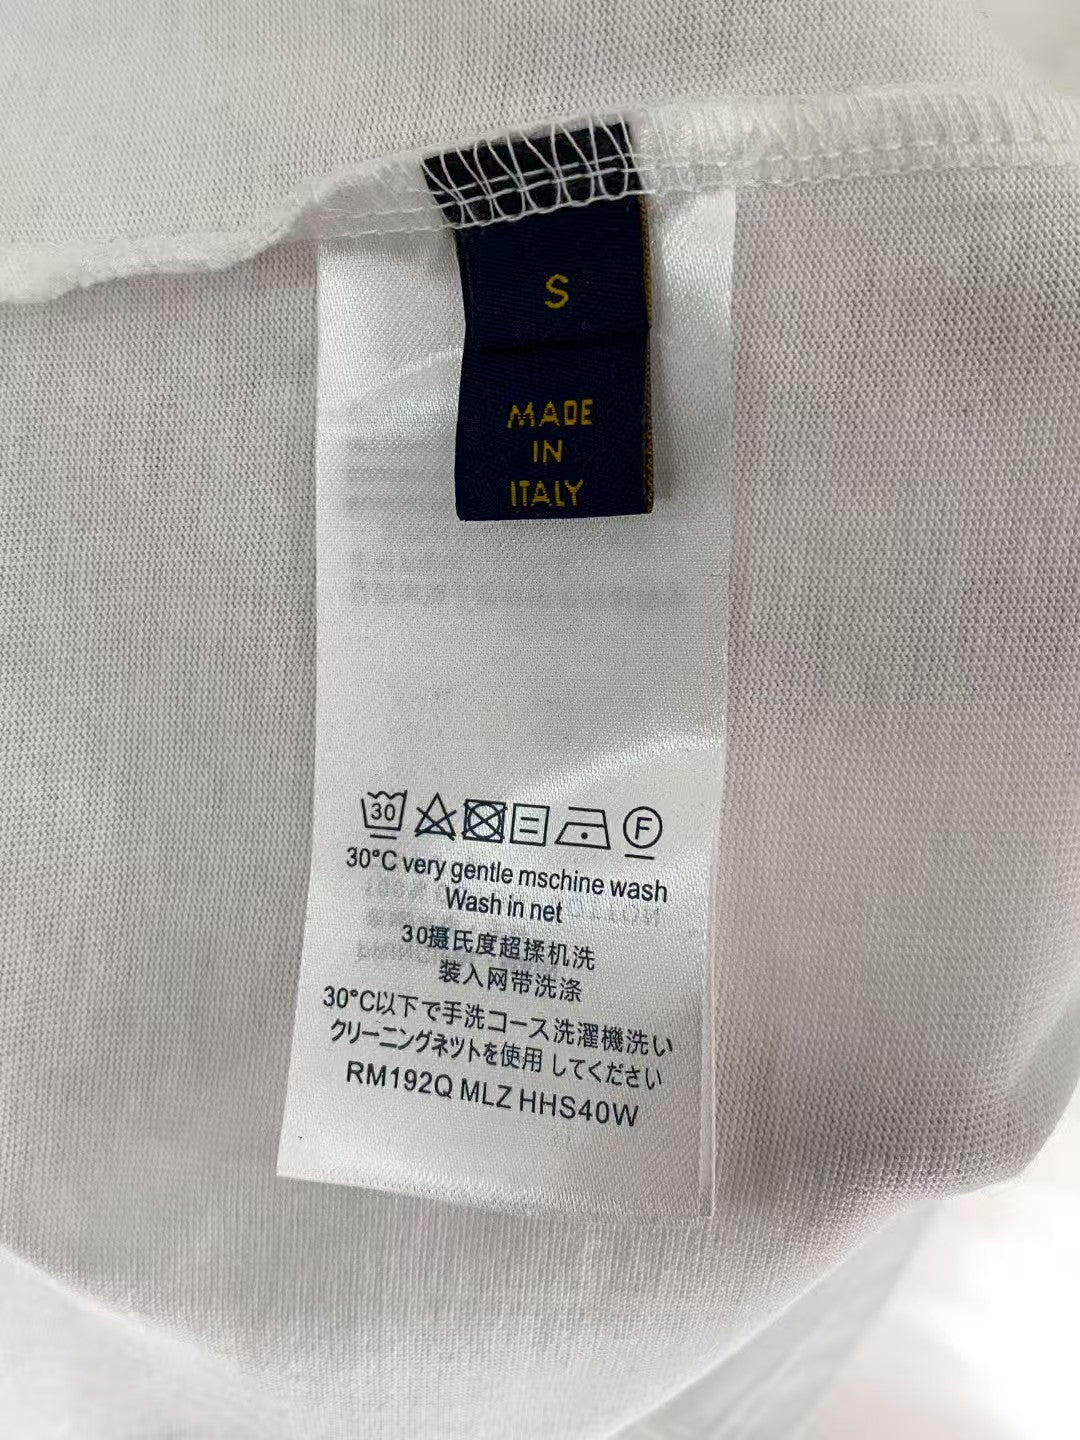 S
MADE
IN
ITALY
30 F
30°C very gentle mschine wash
Wash in net
30摄氏度超揉机洗
装入网带洗涤
30°C以下で手洗コース洗濯機洗い
クリーニングネツトを使用 してください
RM192Q MLZ HHS40W